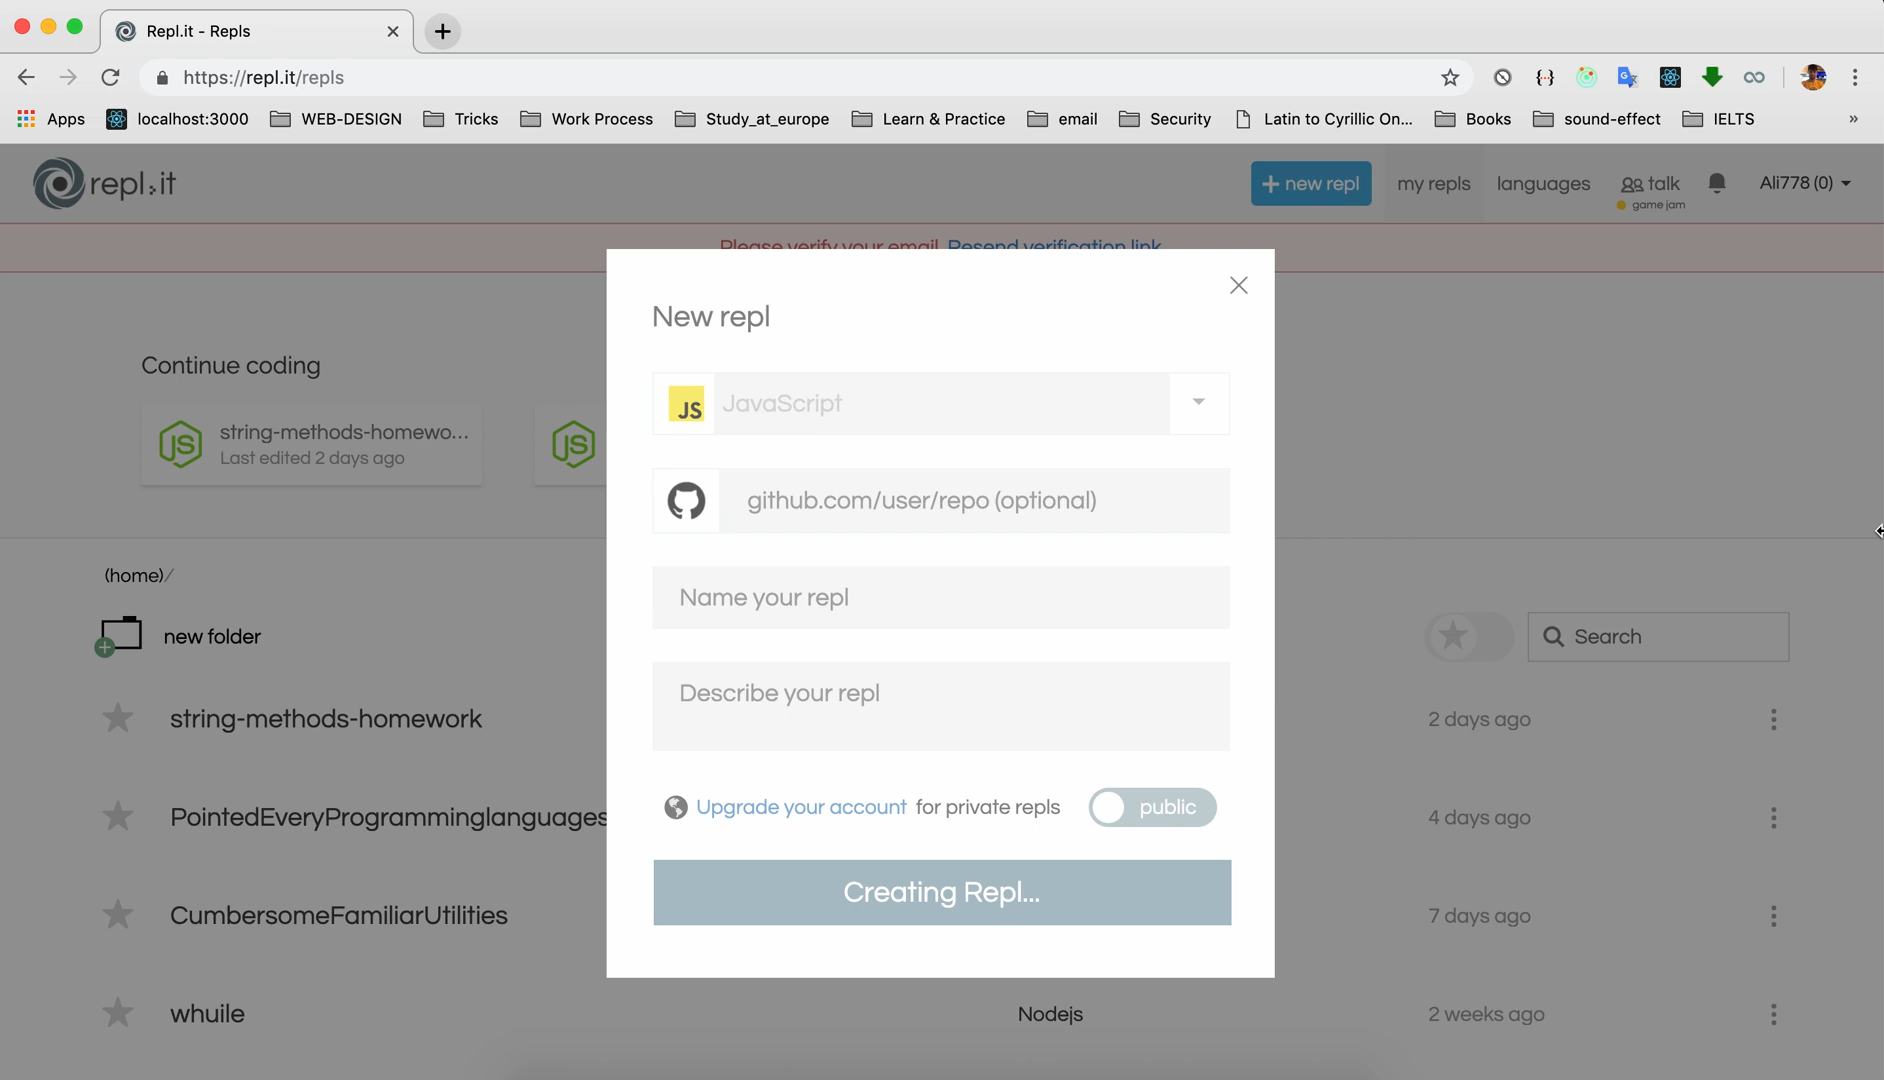 Repl.it - Repls
https://repl.it/repls
Apps localhost:3000 WEB-DESIGN Tricks Work Process Study_at_europe Learn & Practice email Security Latin to Cyrillic On... Books sound-effect IELTS »
repl.it
+ new repl my repls languages talk Ali778 (0)
game jam
Please verify your email. Resend verification link
New repl
Continue coding
JS JavaScript
JS string-methods-homewo... JS
Last edited 2 days ago
github.com/user/repo (optional)
(home)/
Name your repl
new folder
Search
Describe your repl
string-methods-homework 2 days ago
Upgrade your account for private repls public
PointedEveryProgramminglanguages 4 days ago
Creating Repl...
CumbersomeFamiliarUtilities 7 days ago
whuile Nodejs 2 weeks ago